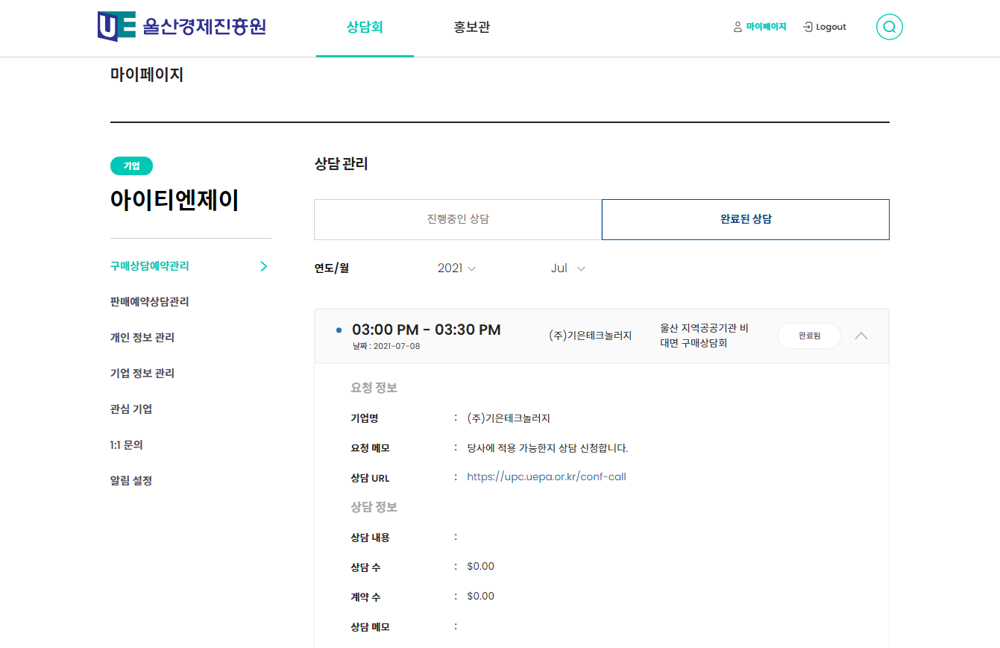 UE 울산경제진흥원
상담회
홍보관
마이페이지
Logout
마이페이지
기업
아이티엔제이
구매상담예약관리
판매예약상담관리
개인 정보 관리
기업 정보 관리
관심 기업
1:1 문의
알림 설정
상담 관리
진행중인 상담
완료된 상담
연도/월
2021
Jul
03:00 PM - 03:30 PM
날짜 : 2021-07-08
(주)기은테크놀러지
울산 지역공공기관 비
대면 구매상담회
완료됨
요청 정보
기업명 : (주)기은테크놀러지
요청 메모 : 당사에 적용 가능한지 상담 신청합니다.
상담 URL : https://upc.uepa.or.kr/conf-call
상담 정보
상담 내용 :
상담 수 : $0.00
계약 수 : $0.00
상담 메모 :